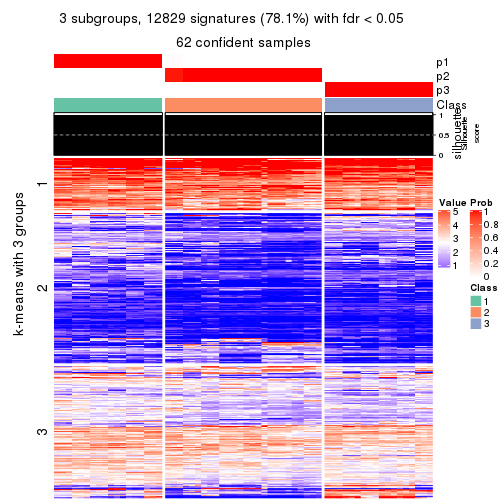 3 subgroups, 12829 signatures (78.1%) with fdr < 0.05
62 confident samples
p1
p2
p3
Class
1
0.5
0
silhouette
Silhouette
score
k-means with 3 groups
1
2
3
Value
5
4
3
2
1
Prob
1
0.8
0.6
0.4
0.2
0
Class
1
2
3